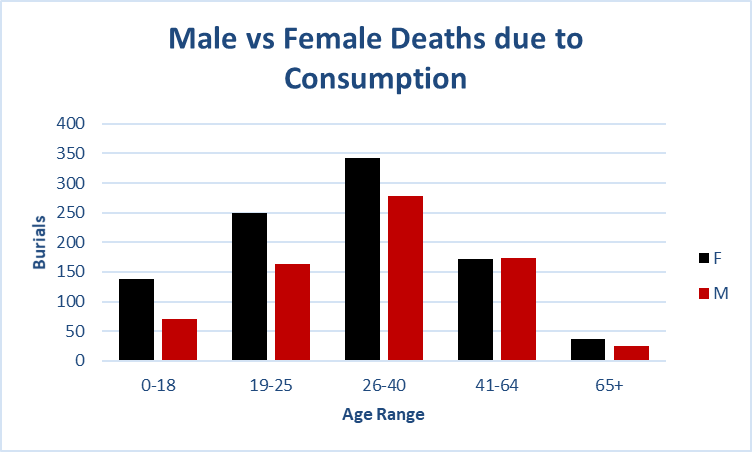 Male vs Female Deaths due to
Consumption
400
350
300
250
200
150
100
50
0
Burials
0-18
19-25
26-40
41-64
65+
Age Range
F
M